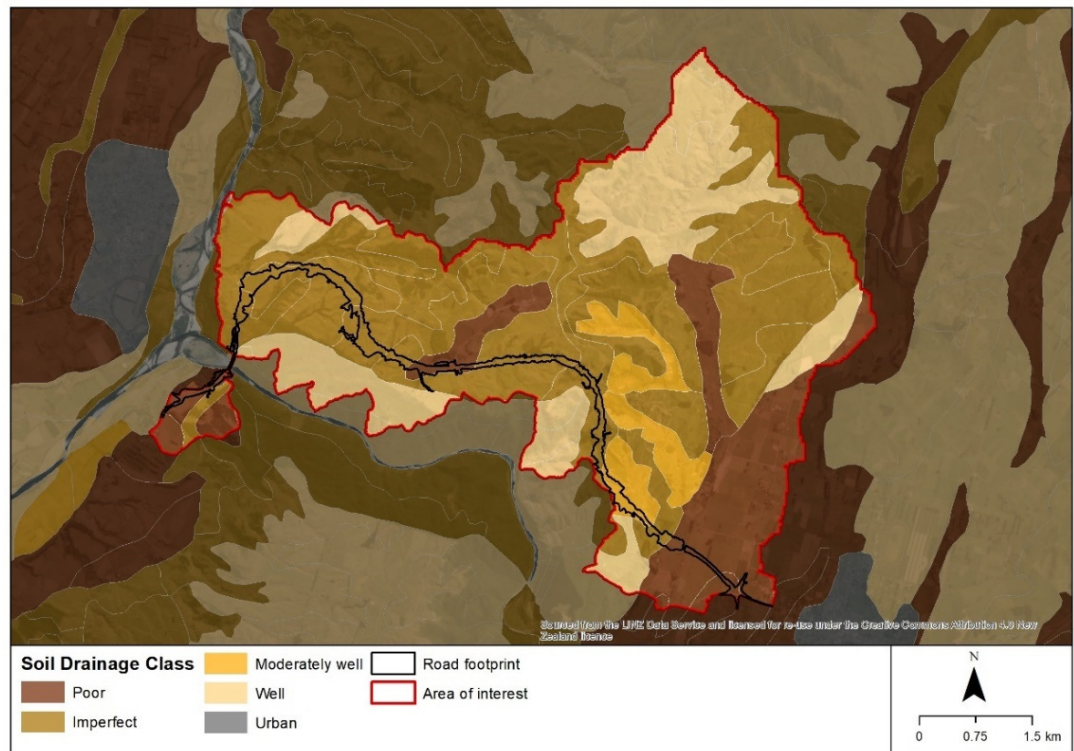 Sourced from the LINZ Data Service and licensed for re-use under the Creative Commons Attribution 4.0 New
Zealand licence
Soil Drainage Class
Poor
Imperfect
Moderately well
Well
Urban
Road footprint
Area of interest
N
0 0.75 1.5 km